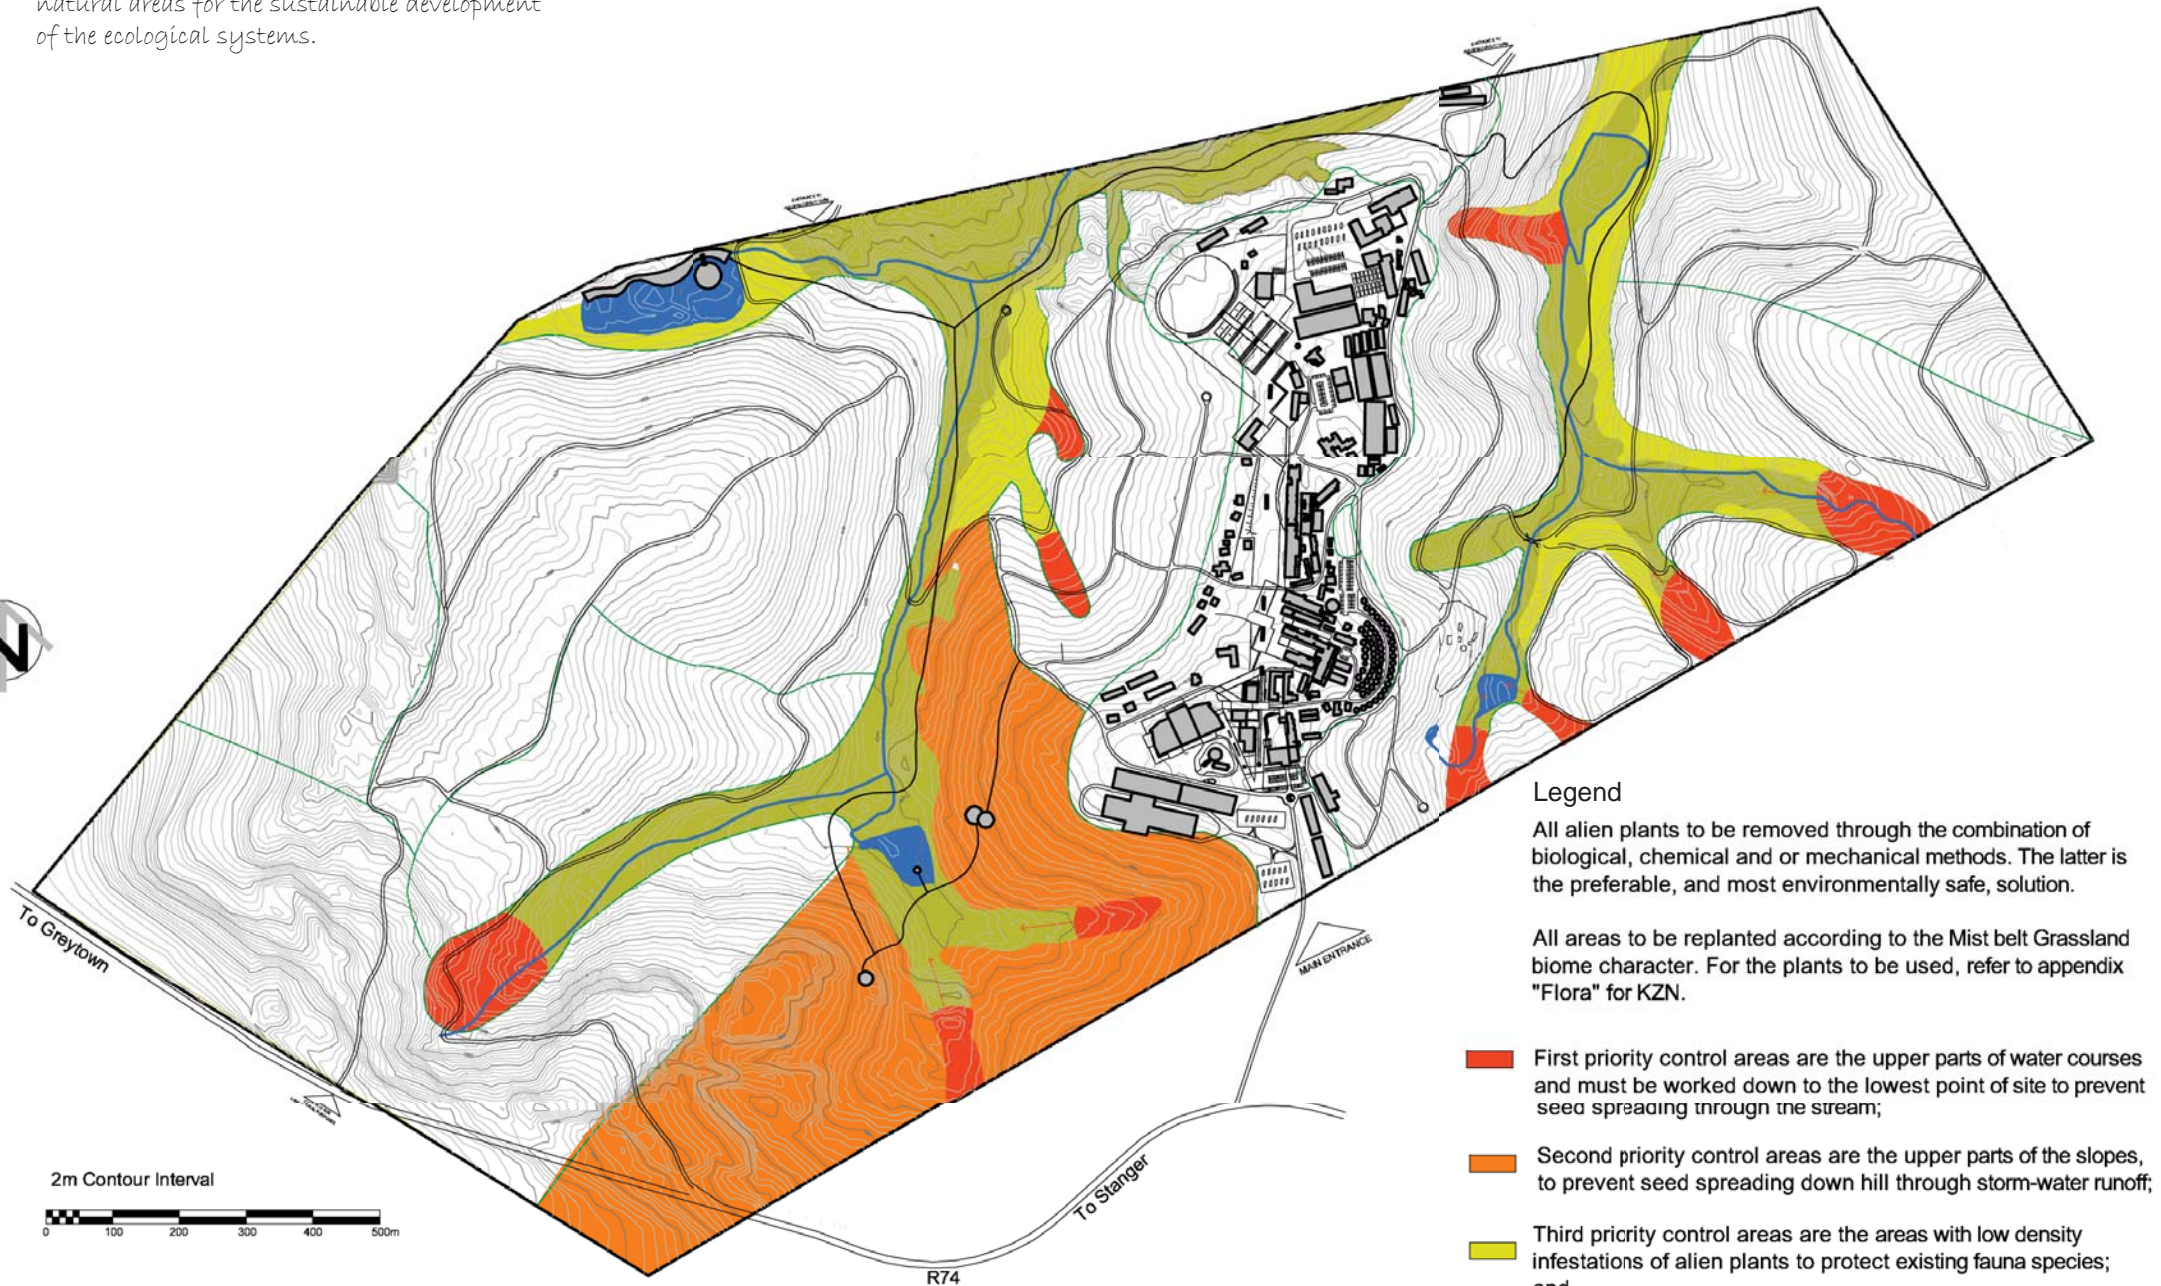 natural areas for the sustainable development
of the ecological systems.
N
To Greytown
MAIN ENTRANCE
To Stanger
R74
2m Contour Interval
0 100 200 300 400 500m
Legend
All alien plants to be removed through the combination of
biological, chemical and or mechanical methods. The latter is
the preferable, and most environmentally safe, solution.
All areas to be replanted according to the Mist belt Grassland
biome character. For the plants to be used, refer to appendix
"Flora" for KZN.
First priority control areas are the upper parts of water courses
and must be worked down to the lowest point of site to prevent
seed spreading through the stream;
Second priority control areas are the upper parts of the slopes,
to prevent seed spreading down hill through storm-water runoff;
Third priority control areas are the areas with low density
infestations of alien plants to protect existing fauna species;
and